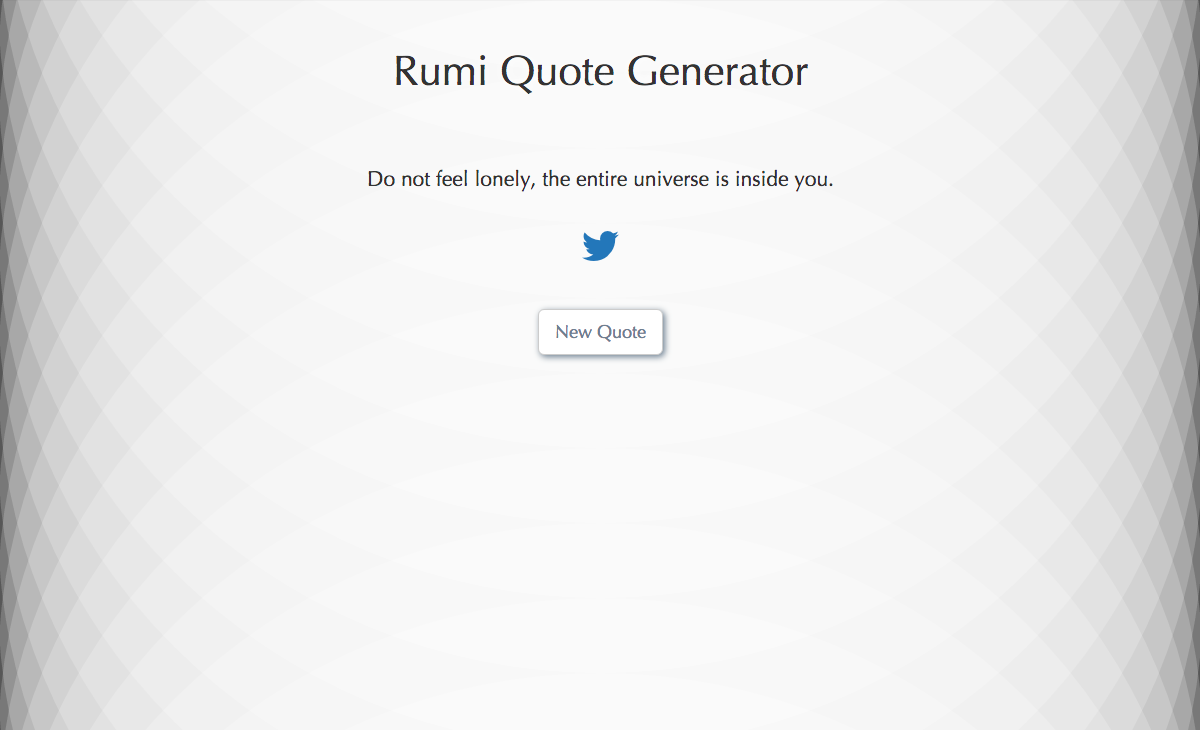 Rumi Quote Generator
Do not feel lonely, the entire universe is inside you.
New Quote